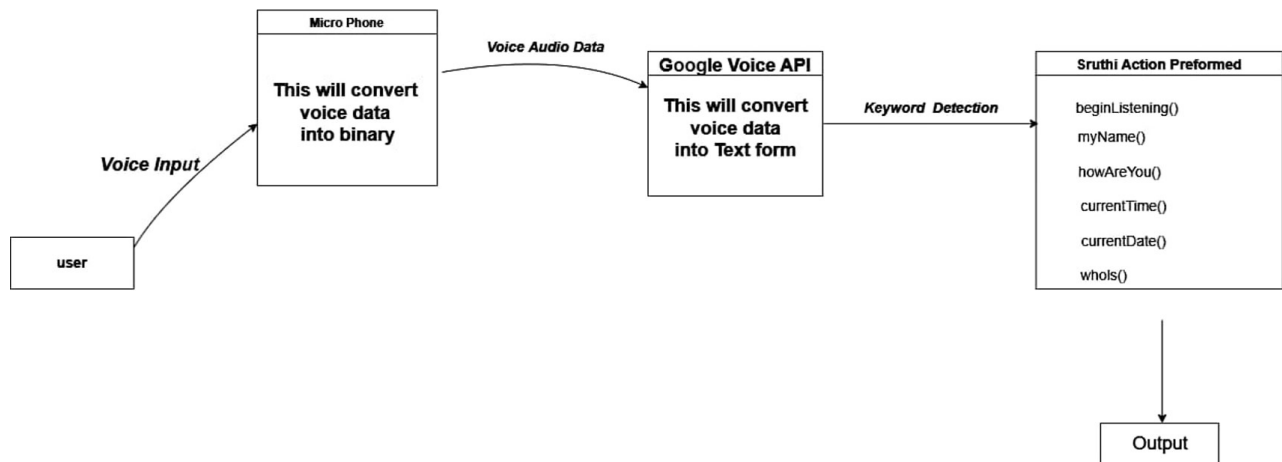 Micro Phone
This will convert
voice data
into binary
Voice Audio Data
Google Voice API
This will convert
voice data
into Text form
Keyword Detection
Sruthi Action Preformed
beginListening()
myName()
howAreYou()
currentTime()
currentDate()
whoIs()
Voice Input
user
Output